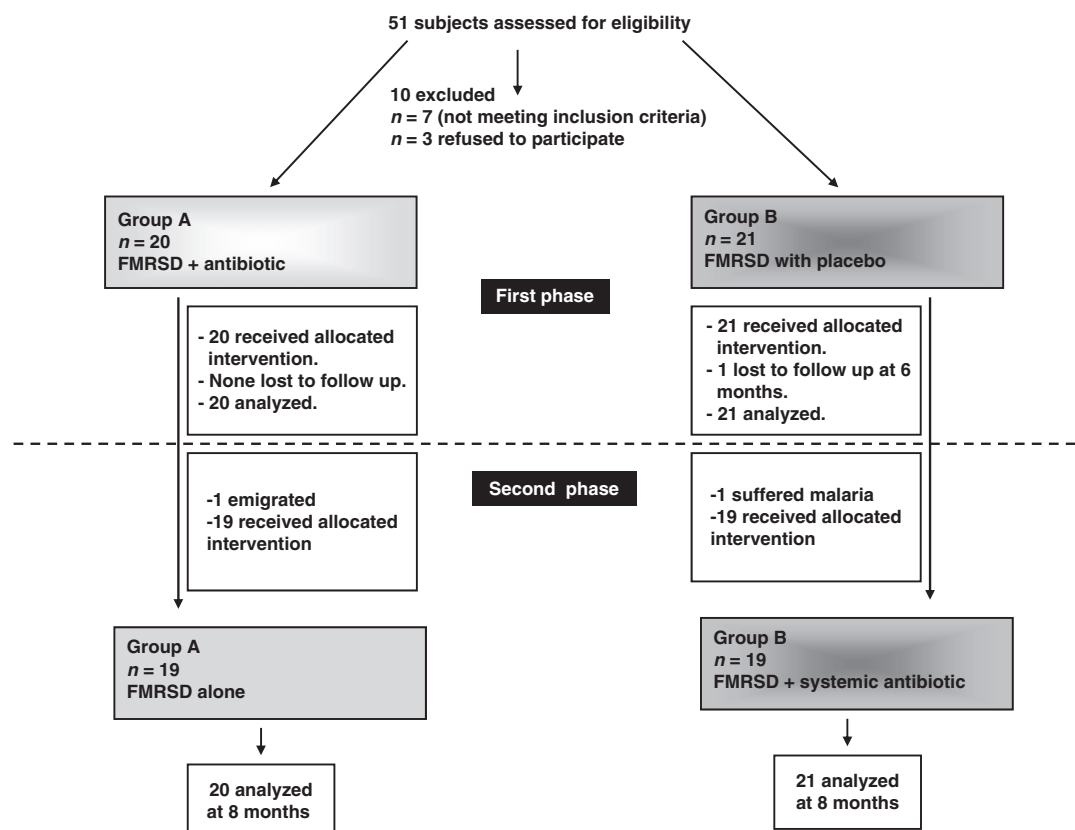 51 subjects assessed for eligibility
10 excluded
n = 7 (not meeting inclusion criteria)
n = 3 refused to participate
Group A
n = 20
FMRSD + antibiotic
Group B
n = 21
FMRSD with placebo
First phase
- 20 received allocated
intervention.
- None lost to follow up.
- 20 analyzed.
- 21 received allocated
intervention.
- 1 lost to follow up at 6
months.
- 21 analyzed.
Second phase
-1 emigrated
-19 received allocated
intervention
-1 suffered malaria
-19 received allocated
intervention
Group A
n = 19
FMRSD alone
Group B
n = 19
FMRSD + systemic antibiotic
20 analyzed
at 8 months
21 analyzed
at 8 months